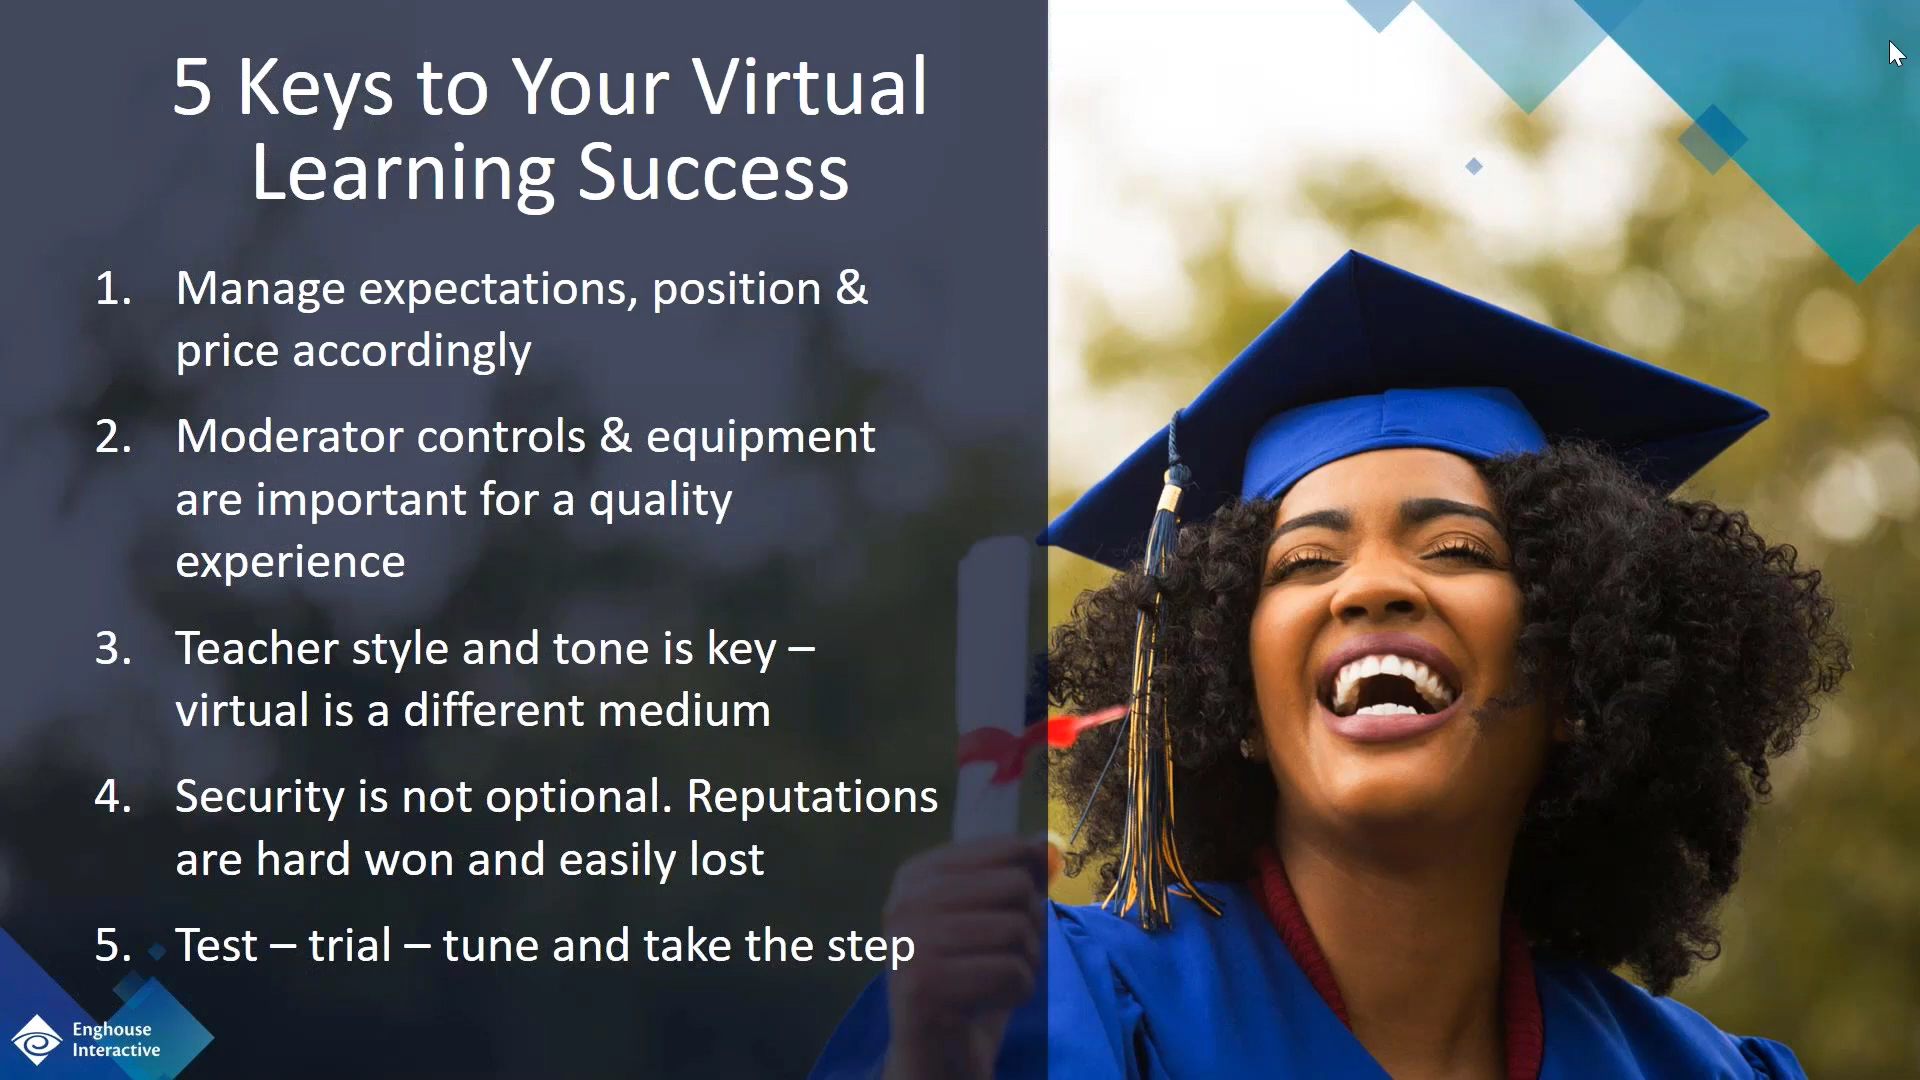 5 Keys to Your Virtual
Learning Success
1. Manage expectations, position &
price accordingly
2. Moderator controls & equipment
are important for a quality
experience
3. Teacher style and tone is key –
virtual is a different medium
4. Security is not optional. Reputations
are hard won and easily lost
5. Test – trial – tune and take the step
Enghouse
Interactive